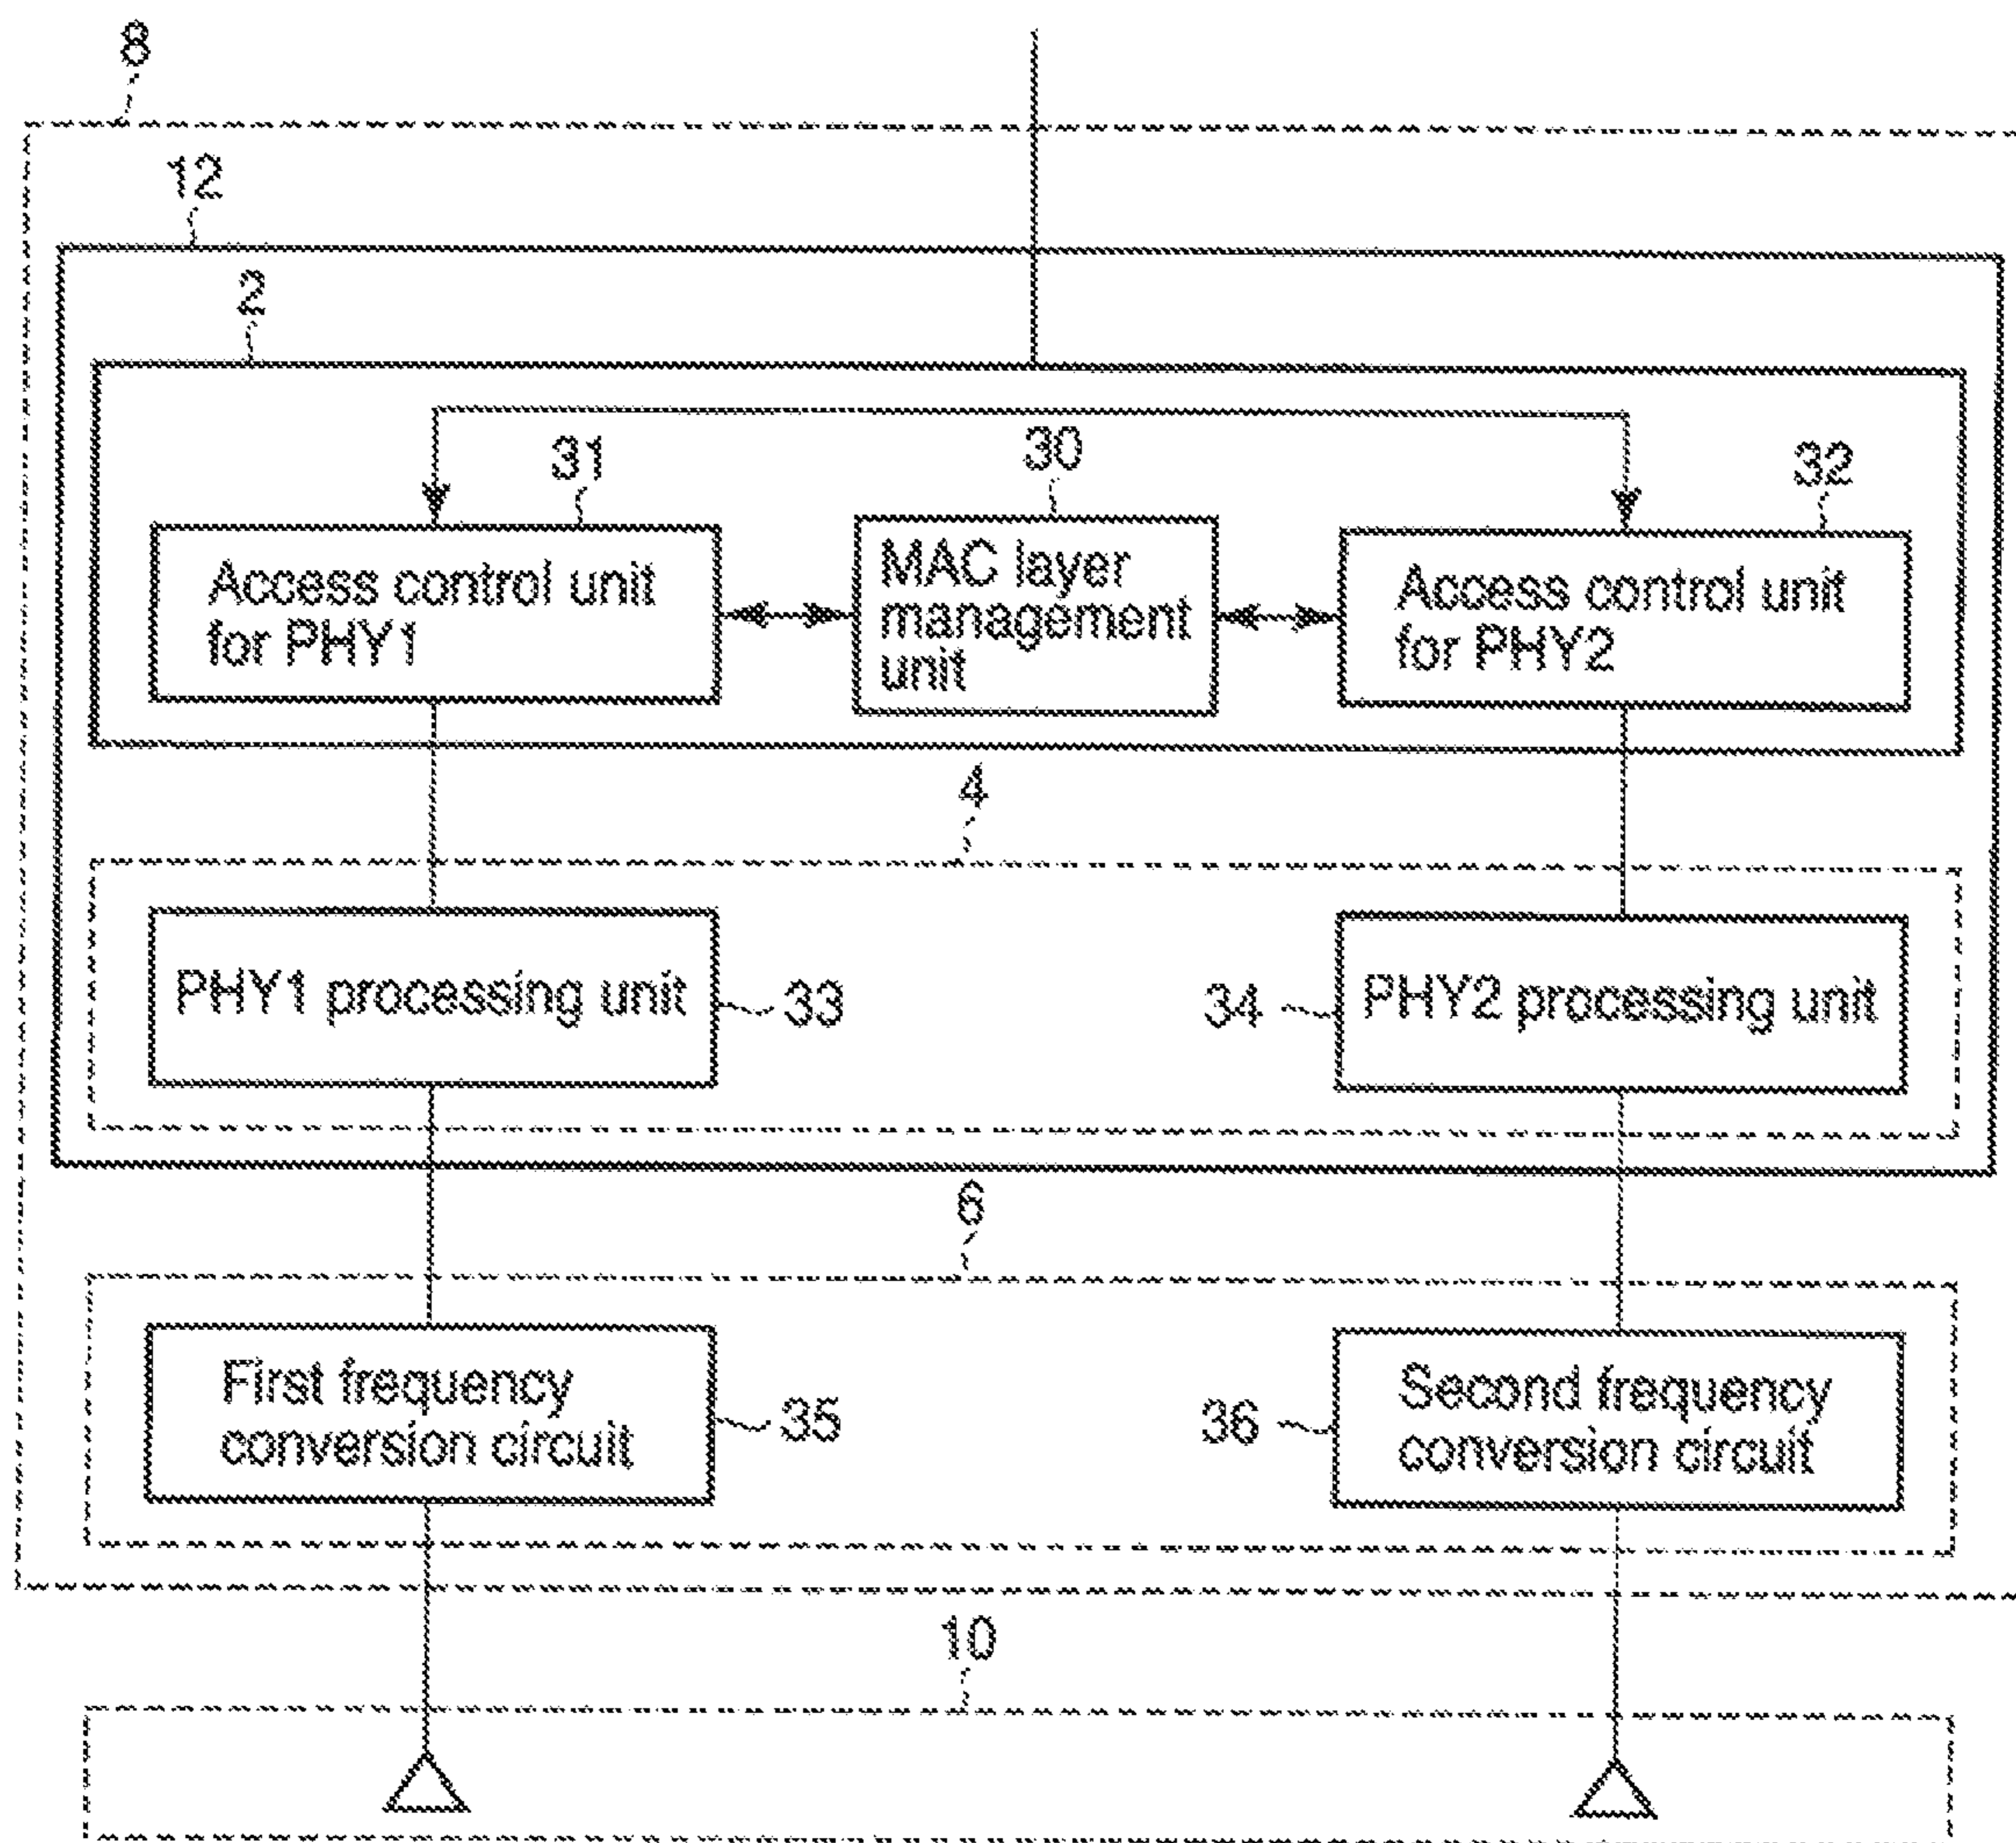 8
12
2
31
30
32
Access control unit
for PHY1
MAC layer
management
unit
Access control unit
for PHY2
4
PHY1 processing unit
33
34
PHY2 processing unit
6
First frequency
conversion circuit
35
36
Second frequency
conversion circuit
10